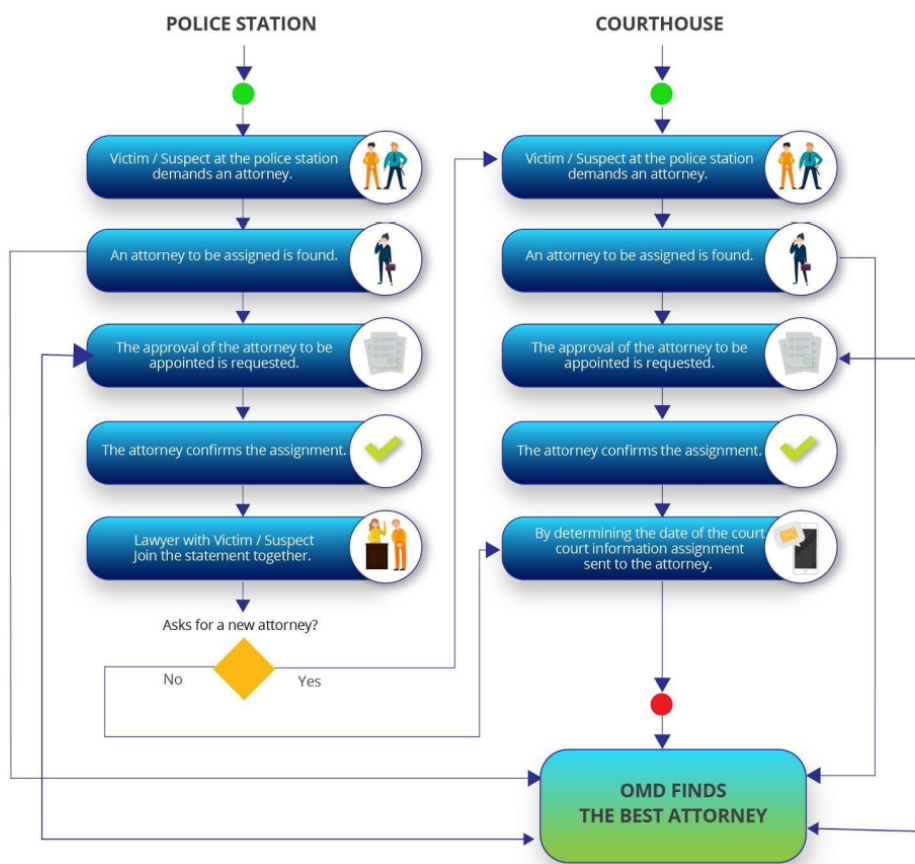 POLICE STATION
COURTHOUSE
Victim / Suspect at the police station
demands an attorney.
An attorney to be assigned is found.
The approval of the attorney to be
appointed is requested.
The attorney confirms the assignment.
Lawyer with Victim / Suspect
Join the statement together.
Asks for a new attorney?
No
Yes
Victim / Suspect at the police station
demands an attorney.
An attorney to be assigned is found.
The approval of the attorney to be
appointed is requested.
The attorney confirms the assignment.
By determining the date of the court
court information assignment
sent to the attorney.
OMD FINDS
THE BEST ATTORNEY